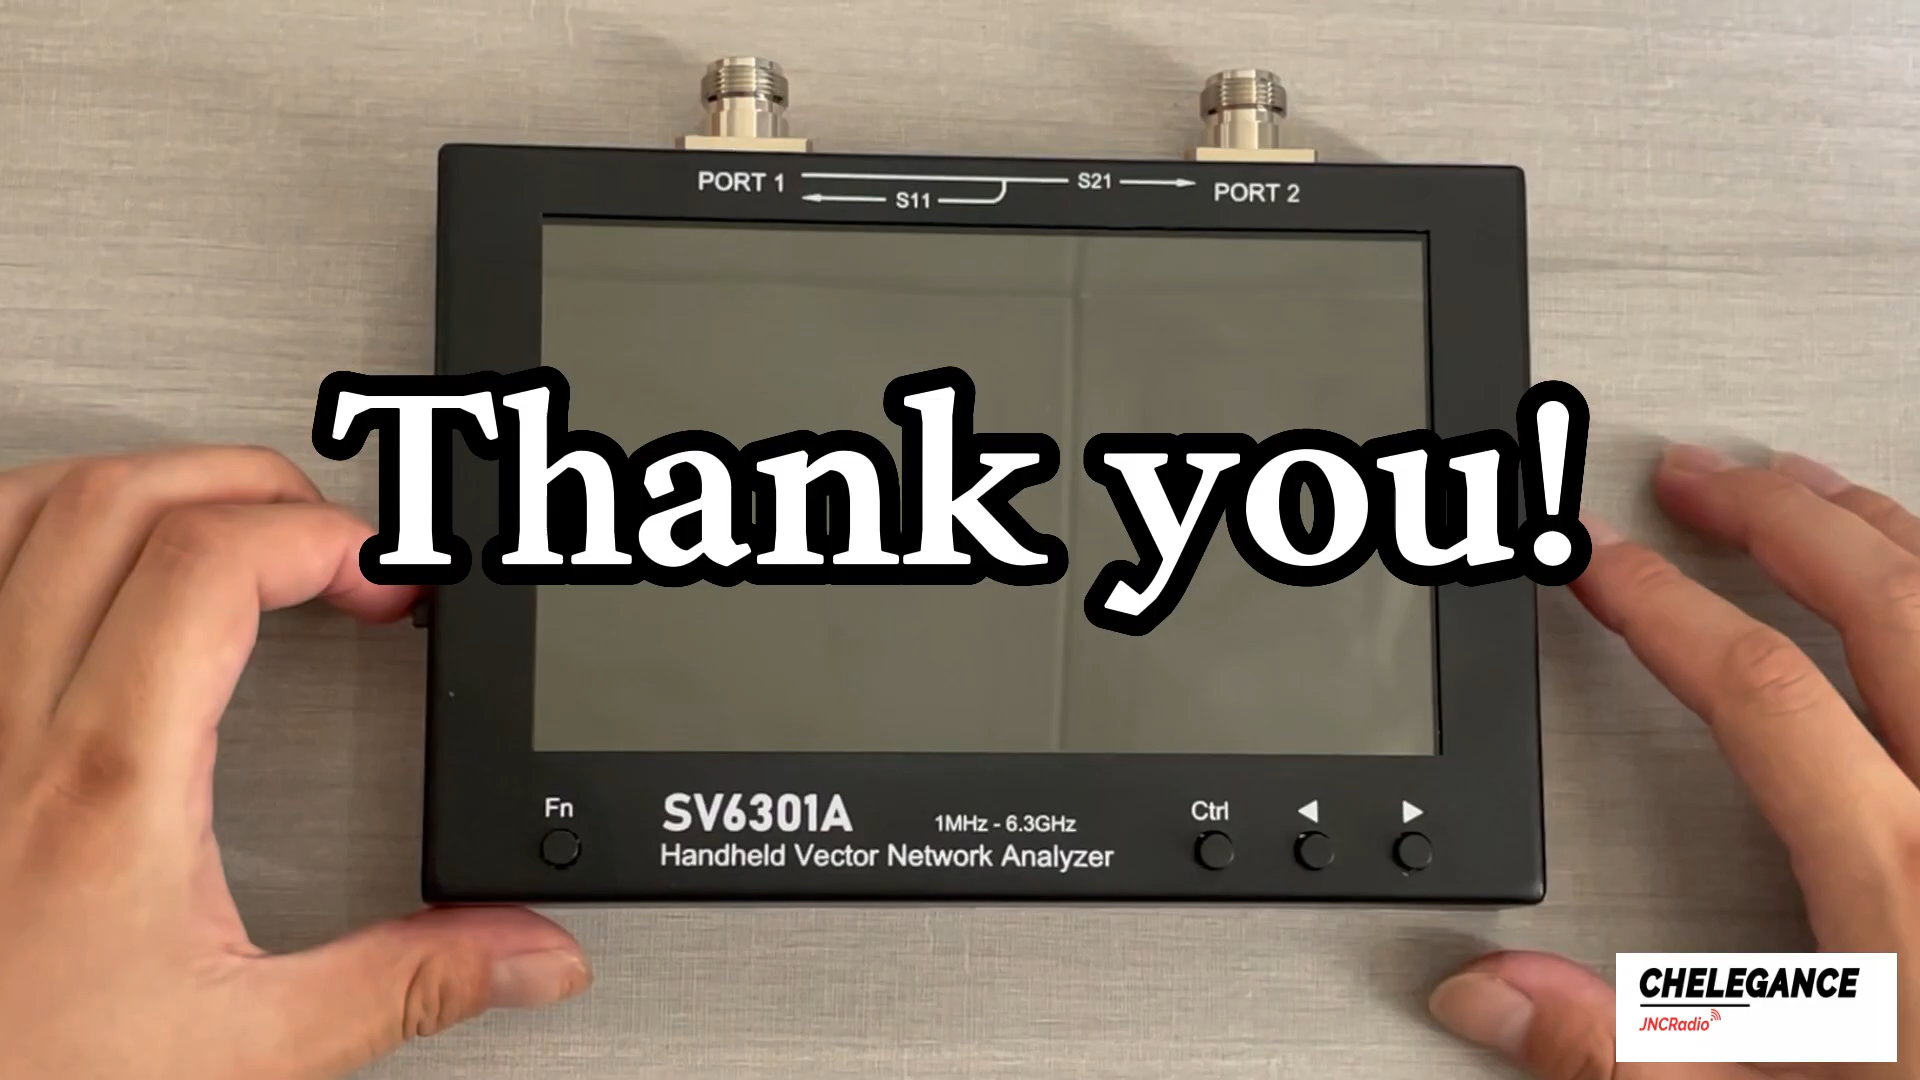 PORT 1
S11
S21
PORT 2
Thank you!
Fn
SV6301A
1MHz - 6.3GHz
Handheld Vector Network Analyzer
Ctrl
CHELEGANCE
JNCRadio